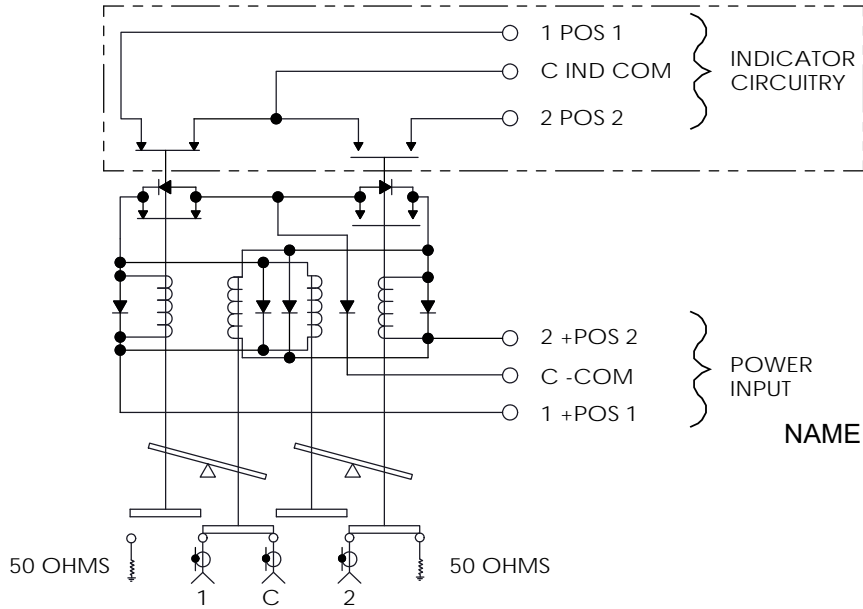 1 POS 1
C IND COM
2 POS 2
INDICATOR
CIRCUITRY
2 +POS 2
C -COM
1 +POS 1
POWER
INPUT
NAME
50 OHMS
50 OHMS
1
C
2